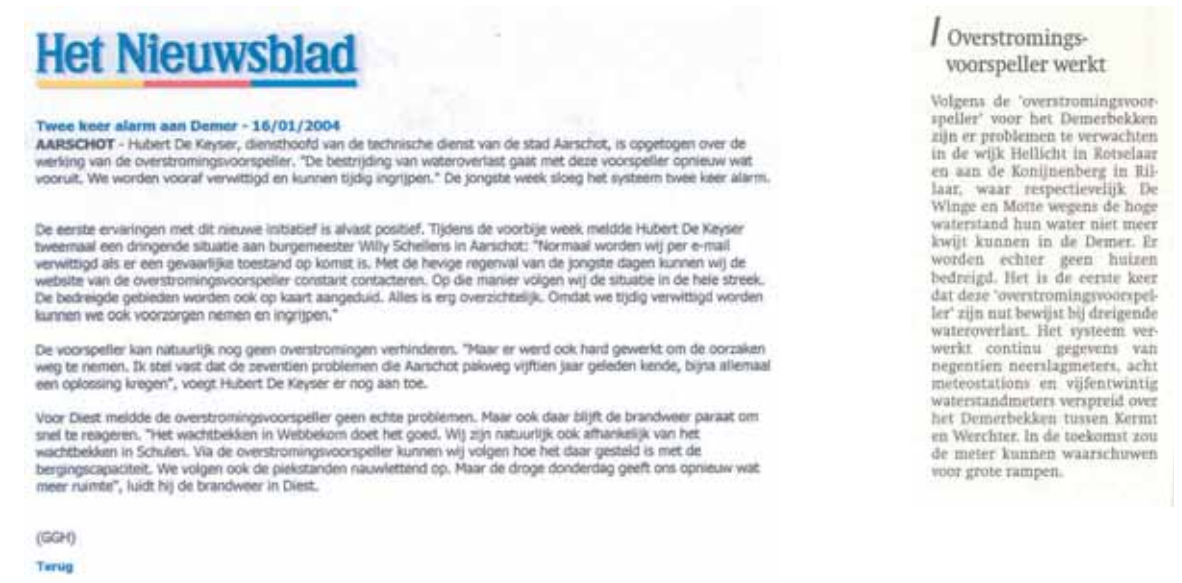 Het Nieuwsblad
Twee keer alarm aan Demer - 16/01/2004
AARSCHOT - Hubert De Keyser, diensthoofd van de technische dienst van de stad Aarschot, is opgetogen over de
werking van de overstromingsvoorspeller. "De bestrijding van wateroverlast gaat met deze voorspeller opnieuw wat
vooruit. We worden vooraf verwittigd en kunnen tijdig ingrijpen." De jongste week sloeg het systeem twee keer alarm.
De eerste ervaringen met dit nieuwe initiatief is alvast positief. Tijdens de voorbije week meldde Hubert De Keyser
tweemaal een dringende situatie aan burgemeester Willy Schellens in Aarschot: "Normaal worden wij per e-mail
verwittigd als er een gevaarlijke toestand op komst is. Met de hevige regenval van de jongste dagen kunnen wij de
website van de overstromingsvoorspeller constant contacteren. Op die manier volgen wij de situatie in de hele streek.
De bedreigde gebieden worden ook op kaart aangeduid. Alles is erg overzichtelijk. Omdat we tijdig verwittigd worden
kunnen we ook voorzorgen nemen en ingrijpen."
De voorspeller kan natuurlijk nog geen overstromingen verhinderen. "Maar er werd ook hard gewerkt om de oorzaken
weg te nemen. Ik stel vast dat de zeventien problemen die Aarschot pakweg vijftien jaar geleden kende, bijna allemaal
een oplossing kregen", voegt Hubert De Keyser er nog aan toe.
Voor Diest meldde de overstromingsvoorspeller geen echte problemen. Maar ook daar blijft de brandweer paraat om
snel te reageren. "Het wachtbekken in Webbekom doet het goed. Wij zijn natuurlijk ook afhankelijk van het
wachtbekken in Schulen. Via de overstromingsvoorspeller kunnen wij volgen hoe het daar gesteld is met de
bergingscapaciteit. We volgen ook de piekstanden nauwlettend op. Maar de droge donderdag geeft ons opnieuw wat
meer ruimte", luidt hij de brandweer in Diest.
(GGH)
Terug
/ Overstromings-
voorspeller werkt
Volgens de 'overstromingsvoor-
speller' voor het Demerbekken
zijn er problemen te verwachten
in de wijk Hellicht in Rotselaar
en aan de Konijnenberg in Ril-
laar, waar respectievelijk De
Winge en Motte wegens de hoge
waterstand hun water niet meer
kwijt kunnen in de Demer. Er
worden echter geen huizen
bedreigd. Het is de eerste keer
dat deze 'overstromingsvoorspel-
ler' zijn nut bewijst bij dreigende
wateroverlast. Het systeem ver-
werkt continu gegevens van
negentien neerslagmeters, acht
meteostations en vijfentwintig
waterstandmeters verspreid over
het Demerbekken tussen Kermt
en Werchter. In de toekomst zou
de meter kunnen waarschuwen
voor grote rampen.